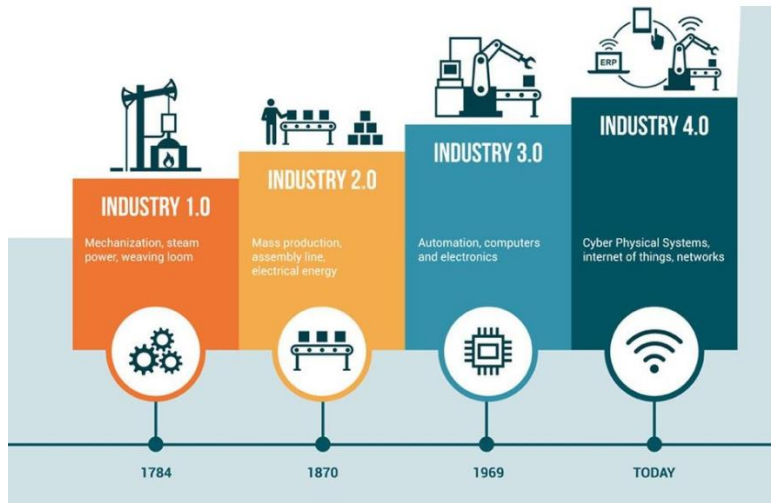 ERP
INDUSTRY 1.0
Mechanization, steam
power, weaving loom
INDUSTRY 2.0
Mass production,
assembly line,
electrical energy
INDUSTRY 3.0
Automation, computers
and electronics
INDUSTRY 4.0
Cyber Physical Systems,
internet of things, networks
1784
1870
1969
TODAY